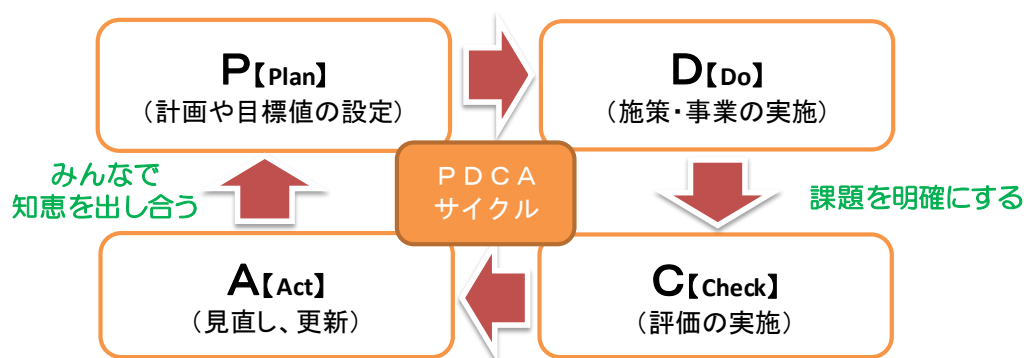 P【Plan】
（計画や目標値の設定）
D【Do】
（施策・事業の実施）
みんなで
知恵を出し合う
PDCA
サイクル
課題を明確にする
A【Act】
（見直し、更新）
C【Check】
（評価の実施）